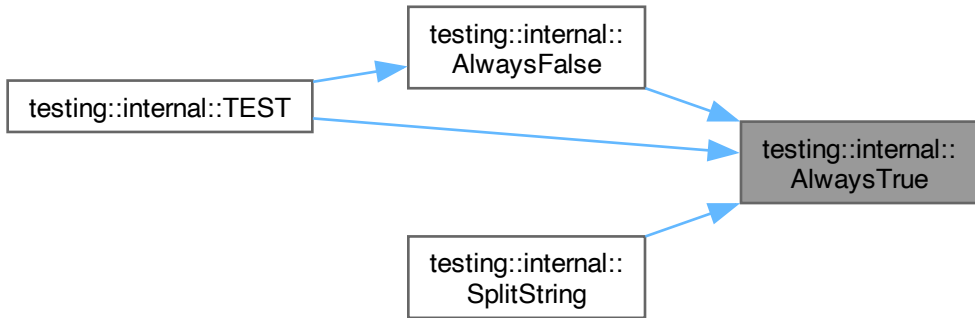 testing::internal::
AlwaysFalse
testing::internal::TEST
testing::internal::
AlwaysTrue
testing::internal::
SplitString